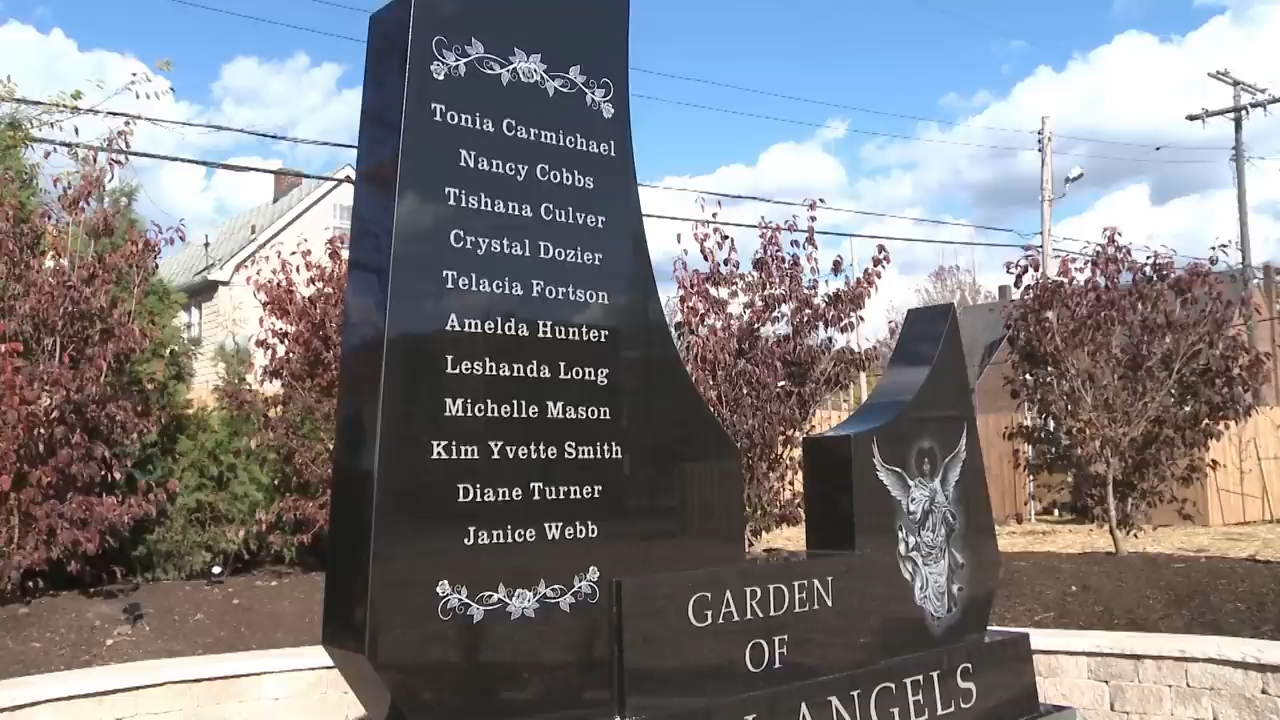 Tonia Carmichael
Nancy Cobbs
Tishana Culver
Crystal Dozier
Telacia Fortson
Amelda Hunter
Leshanda Long
Michelle Mason
Kim Yvette Smith
Diane Turner
Janice Webb
GARDEN
OF
ANGELS